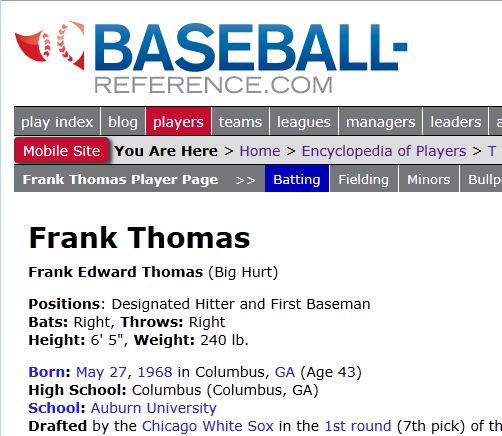 BASEBALL-
REFERENCE.COM
play index blog players teams leagues managers leaders
Mobile Site You Are Here > Home > Encyclopedia of Players > T
Frank Thomas Player Page >> Batting Fielding Minors Bullp
Frank Thomas
Frank Edward Thomas (Big Hurt)
Positions: Designated Hitter and First Baseman
Bats: Right, Throws: Right
Height: 6' 5", Weight: 240 lb.
Born: May 27, 1968 in Columbus, GA (Age 43)
High School: Columbus (Columbus, GA)
School: Auburn University
Drafted by the Chicago White Sox in the 1st round (7th pick) of th